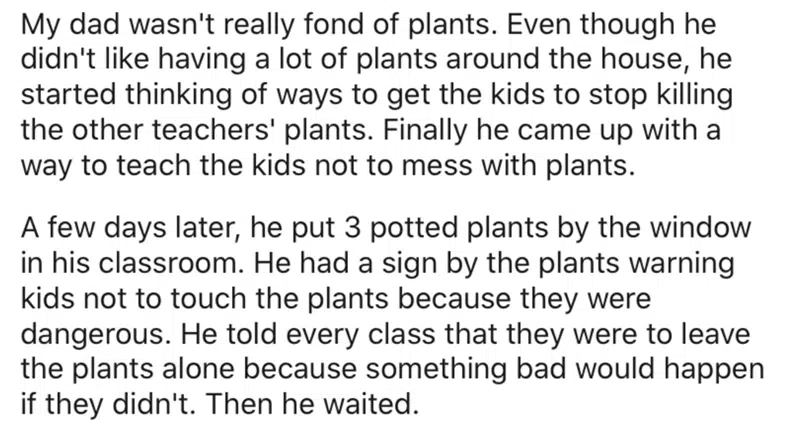 My dad wasn't really fond of plants. Even though he
didn't like having a lot of plants around the house, he
started thinking of ways to get the kids to stop killing
the other teachers' plants. Finally he came up with a
way to teach the kids not to mess with plants.
A few days later, he put 3 potted plants by the window
in his classroom. He had a sign by the plants warning
kids not to touch the plants because they were
dangerous. He told every class that they were to leave
the plants alone because something bad would happen
if they didn't. Then he waited.